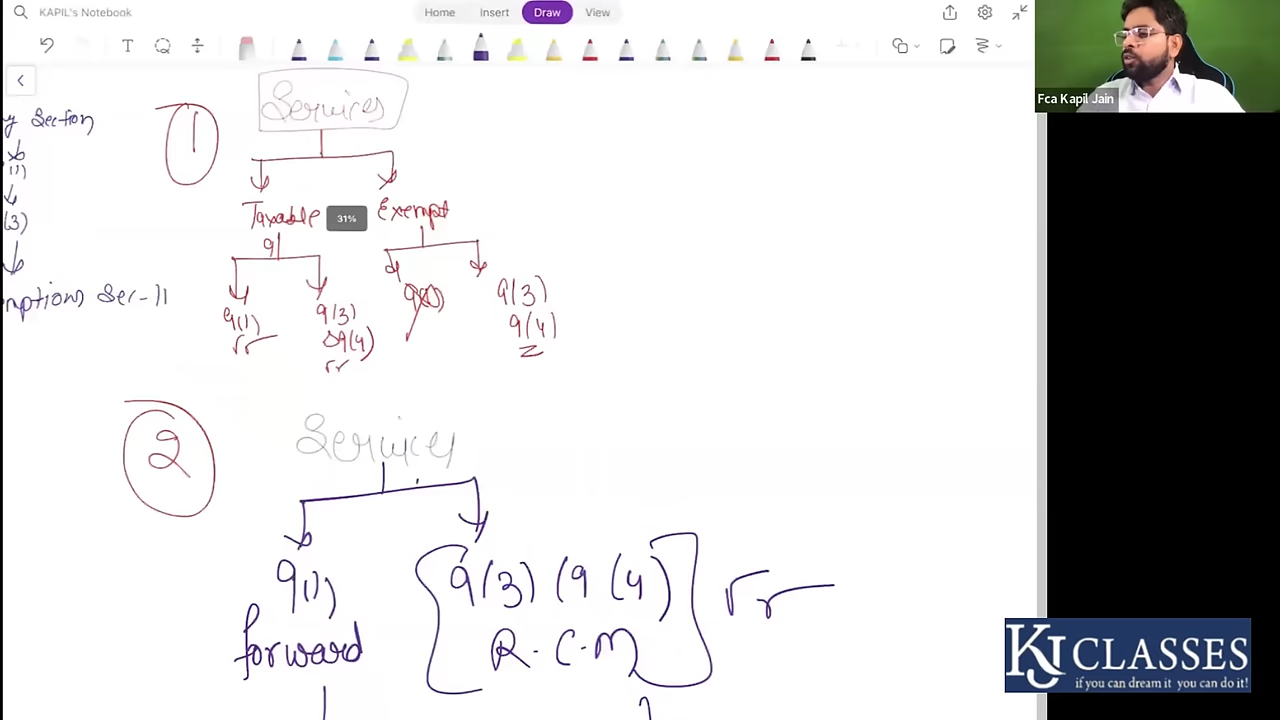 KAPIL's Notebook
Home Insert Draw View
Fca Kapil Jain
Section
1
Services
(1)
(3)
Taxable 31% Exempt
9
9(1) 9(3) 9(1) 9(3)
9(4) 9(4)
mptions Sec-11
2
Services
9(1) 9(3) (9 (4)
forward R.C.M
KJ CLASSES
if you can dream it you can do it!